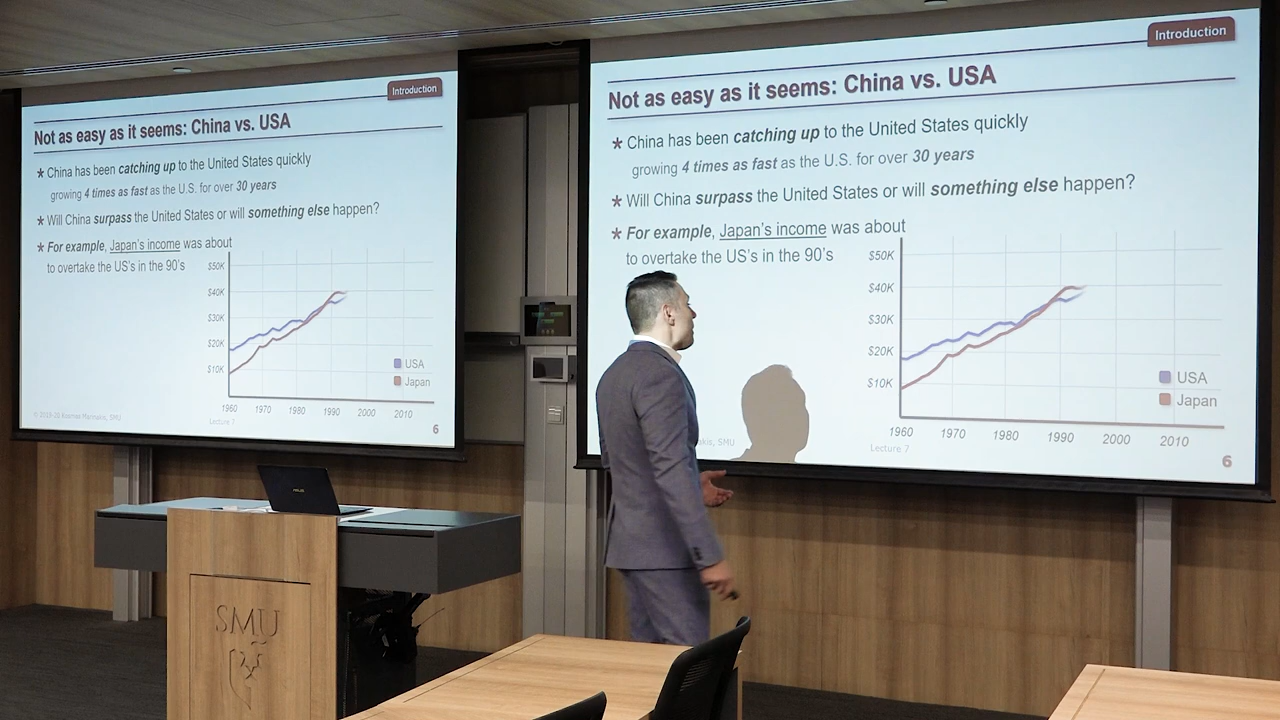 Introduction
Not as easy as it seems: China vs. USA
* China has been catching up to the United States quickly
growing 4 times as fast as the U.S. for over 30 years
* Will China surpass the United States or will something else happen?
* For example, Japan's income was about
to overtake the US's in the 90's
$50K
$40K
$30K
$20K
$10K
USA
Japan
1960 1970 1980 1990 2000 2010
Lecture 7
6
Introduction
Not as easy as it seems: China vs. USA
* China has been catching up to the United States quickly
growing 4 times as fast as the U.S. for over 30 years
* Will China surpass the United States or will something else happen?
* For example, Japan's income was about
to overtake the US's in the 90's
$50K
$40K
$30K
$20K
$10K
USA
Japan
1960 1970 1980 1990 2000 2010
SMU
Lecture 7
6
SMU